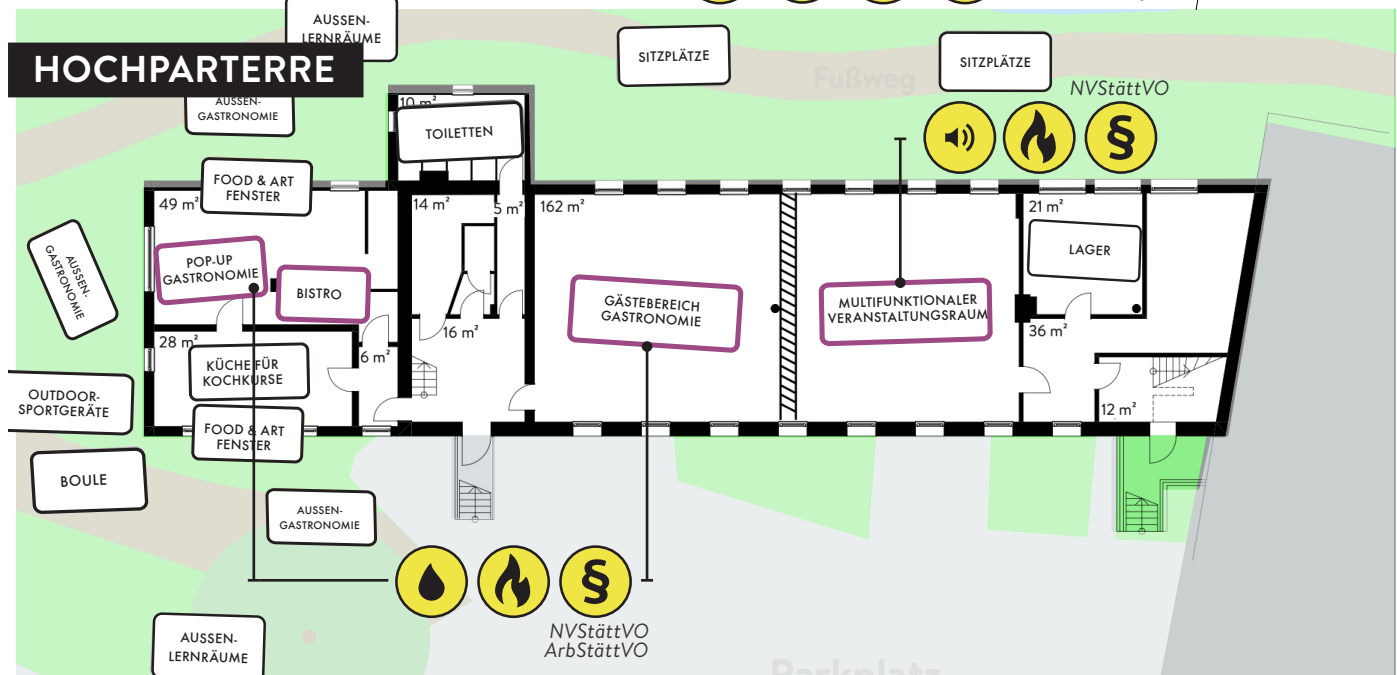 AUSSEN-
LERNRÄUME
HOCHPARTERRE
SITZPLÄTZE
SITZPLÄTZE
Fußweg
NVStättVO
§
AUSSEN-
GASTRONOMIE
10 m²
TOILETTEN
FOOD & ART
FENSTER
49 m²
14 m²
5 m²
162 m²
21 m²
LAGER
AUSSEN-
GASTRONOMIE
POP-UP
GASTRONOMIE
BISTRO
GÄSTEBEREICH
GASTRONOMIE
MULTIFUNKTIONALER
VERANSTALTUNGSRAUM
28 m²
6 m²
16 m²
36 m²
KÜCHE FÜR
KOCHKURSE
12 m²
OUTDOOR-
SPORTGERÄTE
FOOD & ART
FENSTER
BOULE
AUSSEN-
GASTRONOMIE
§
NVStättVO
ArbStättVO
AUSSEN-
LERNRÄUME
Parkplatz